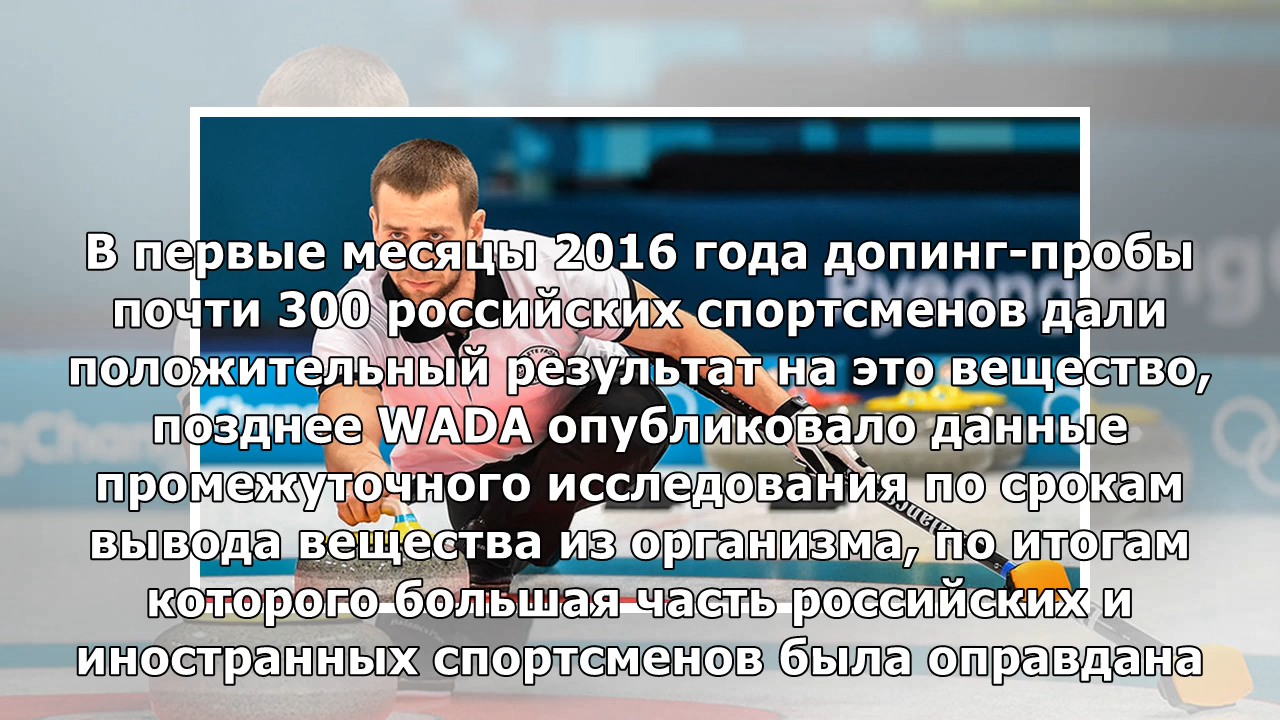 В первые месяцы 2016 года допинг-пробы
почти 300 российских спортсменов дали
положительный результат на это вещество,
позднее WADA опубликовало данные
промежуточного исследования по срокам
вывода вещества из организма, по итогам
которого большая часть российских и
иностранных спортсменов была оправдана